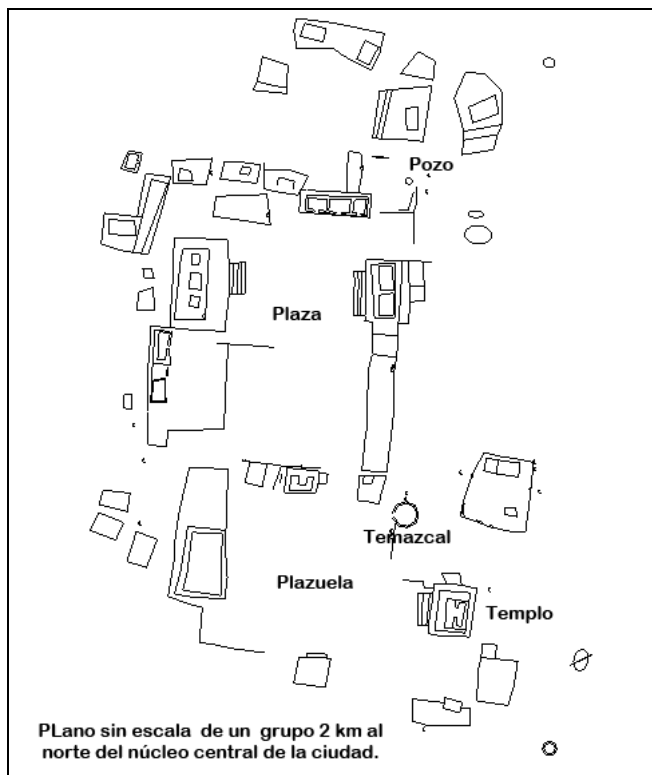 Pozo
Plaza
Temazcal
Plazuela
Templo
PLano sin escala de un grupo 2 km al
norte del núcleo central de la ciudad.